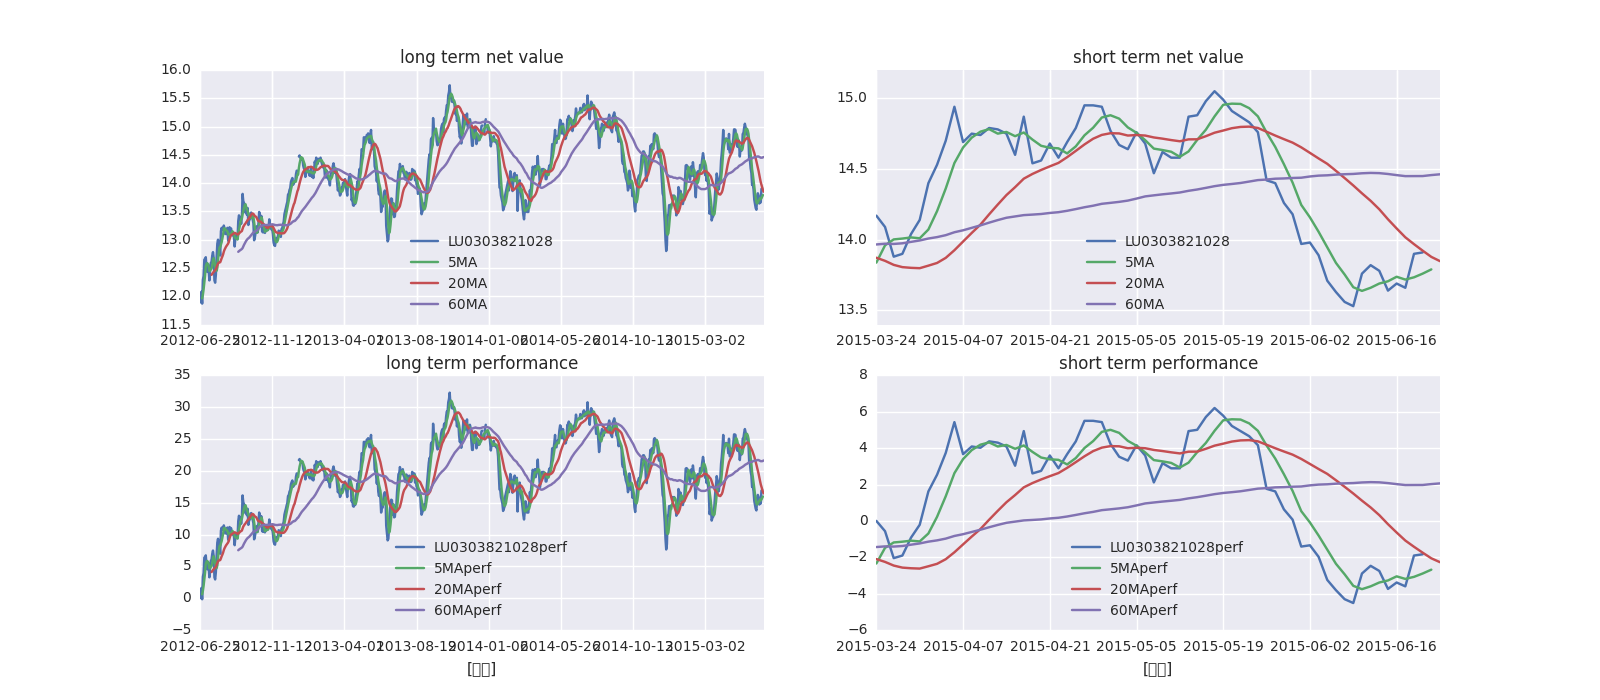 long term net value
16.0
15.5
15.0
14.5
14.0
13.5
13.0
12.5
12.0
11.5
LU0303821028
5MA
20MA
60MA
2012-06-25 2012-11-12 2013-04-01 2013-08-19 2014-01-06 2014-05-26 2014-10-13 2015-03-02
short term net value
15.0
14.5
14.0
13.5
LU0303821028
5MA
20MA
60MA
2015-03-24 2015-04-07 2015-04-21 2015-05-05 2015-05-19 2015-06-02 2015-06-16
long term performance
35
30
25
20
15
10
5
0
−5
LU0303821028perf
5MAperf
20MAperf
60MAperf
2012-06-25 2012-11-12 2013-04-01 2013-08-19 2014-01-06 2014-05-26 2014-10-13 2015-03-02
short term performance
8
6
4
2
0
−2
−4
−6
LU0303821028perf
5MAperf
20MAperf
60MAperf
2015-03-24 2015-04-07 2015-04-21 2015-05-05 2015-05-19 2015-06-02 2015-06-16